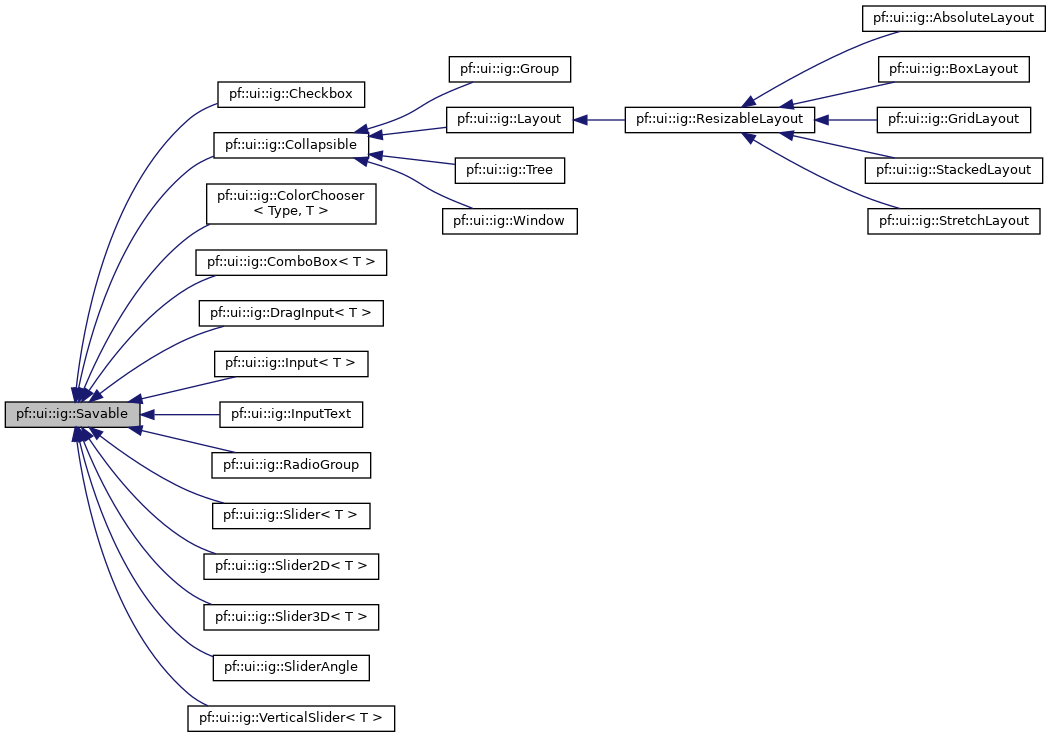 pf::ui::ig::AbsoluteLayout
pf::ui::ig::Group
pf::ui::ig::BoxLayout
pf::ui::ig::Checkbox
pf::ui::ig::Layout
pf::ui::ig::ResizableLayout
pf::ui::ig::GridLayout
pf::ui::ig::Collapsible
pf::ui::ig::Tree
pf::ui::ig::StackedLayout
pf::ui::ig::ColorChooser
< Type, T >
pf::ui::ig::Window
pf::ui::ig::StretchLayout
pf::ui::ig::ComboBox< T >
pf::ui::ig::DragInput< T >
pf::ui::ig::Input< T >
pf::ui::ig::Savable
pf::ui::ig::InputText
pf::ui::ig::RadioGroup
pf::ui::ig::Slider< T >
pf::ui::ig::Slider2D< T >
pf::ui::ig::Slider3D< T >
pf::ui::ig::SliderAngle
pf::ui::ig::VerticalSlider< T >